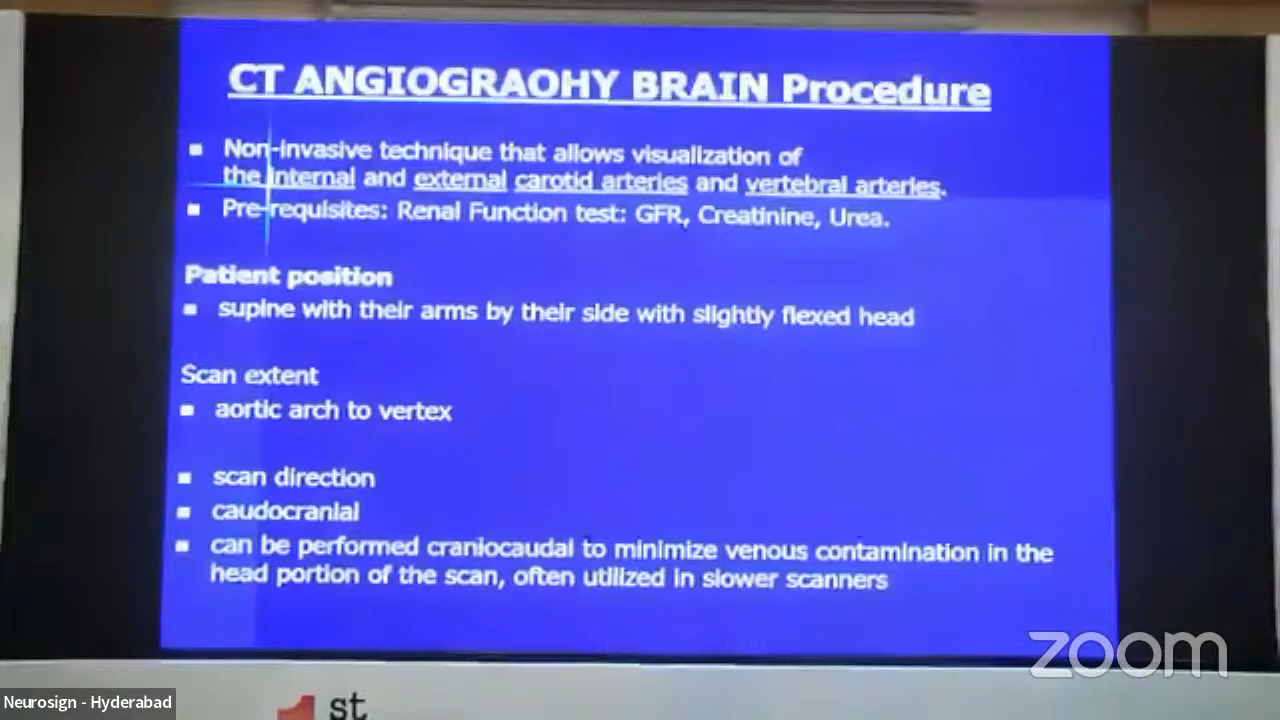 CT ANGIOGRAOHY BRAIN Procedure
▪ Non-invasive technique that allows visualization of
the internal and external carotid arteries and vertebral arteries.
▪ Pre-requisites: Renal Function test: GFR, Creatinine, Urea.
Patient position
▪ supine with their arms by their side with slightly flexed head
Scan extent
▪ aortic arch to vertex
▪ scan direction
▪ caudocranial
▪ can be performed craniocaudal to minimize venous contamination in the
head portion of the scan, often utilized in slower scanners
zoom
Neurosign - Hyderabad
1st